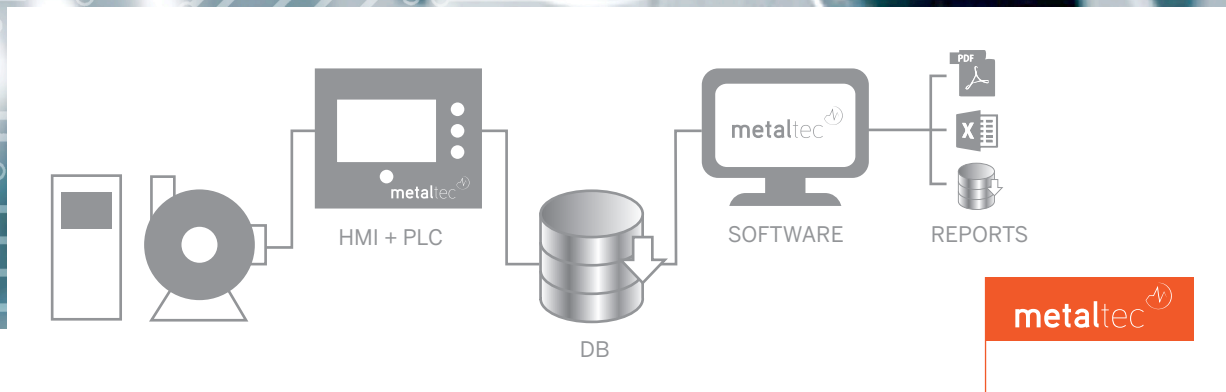 PDF
metaltec
X
metaltec
HMI + PLC
SOFTWARE
REPORTS
metaltec
DB